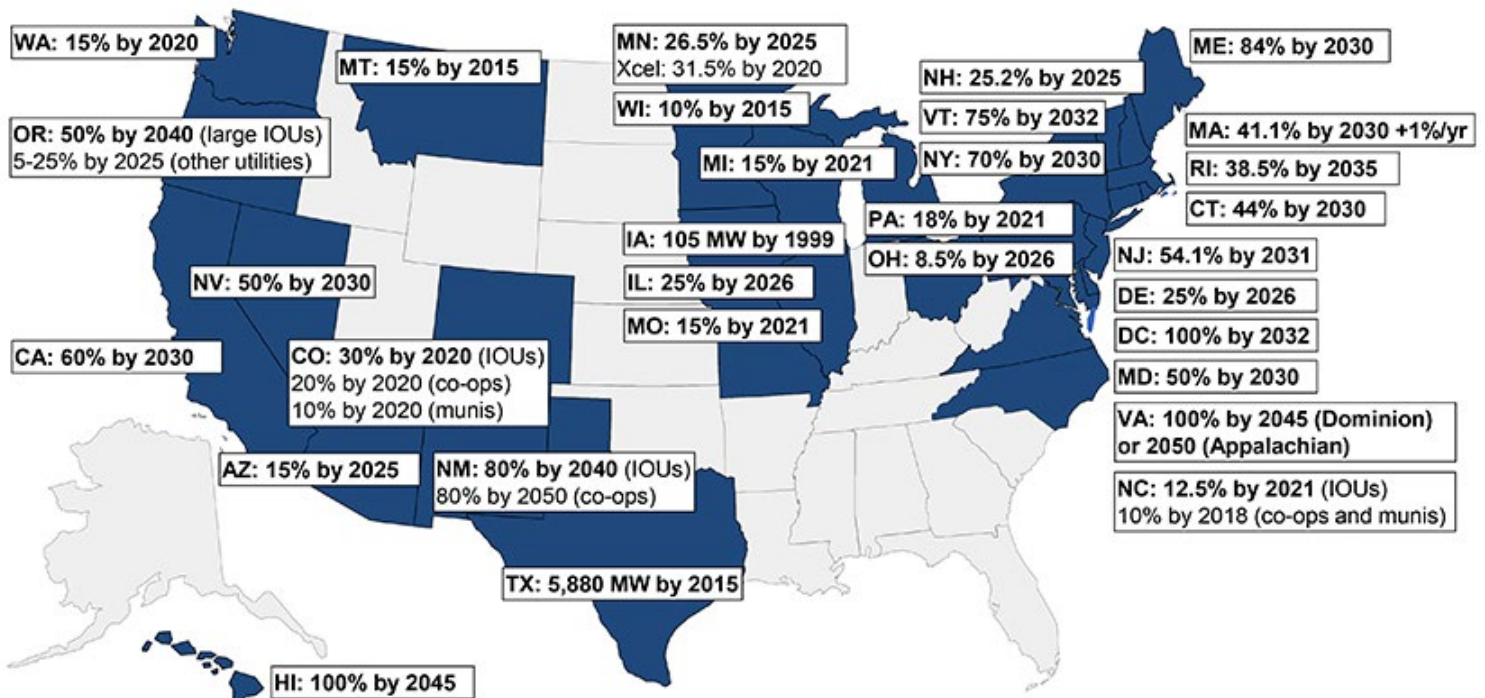 WA: 15% by 2020
MT: 15% by 2015
MN: 26.5% by 2025
Xcel: 31.5% by 2020
ME: 84% by 2030
NH: 25.2% by 2025
WI: 10% by 2015
VT: 75% by 2032
OR: 50% by 2040 (large IOUs)
5-25% by 2025 (other utilities)
MA: 41.1% by 2030 +1%/yr
MI: 15% by 2021
NY: 70% by 2030
RI: 38.5% by 2035
CT: 44% by 2030
PA: 18% by 2021
IA: 105 MW by 1999
OH: 8.5% by 2026
NJ: 54.1% by 2031
NV: 50% by 2030
IL: 25% by 2026
DE: 25% by 2026
MO: 15% by 2021
DC: 100% by 2032
CA: 60% by 2030
CO: 30% by 2020 (IOUs)
20% by 2020 (co-ops)
10% by 2020 (munis)
MD: 50% by 2030
VA: 100% by 2045 (Dominion)
or 2050 (Appalachian)
AZ: 15% by 2025
NM: 80% by 2040 (IOUs)
80% by 2050 (co-ops)
NC: 12.5% by 2021 (IOUs)
10% by 2018 (co-ops and munis)
TX: 5,880 MW by 2015
HI: 100% by 2045